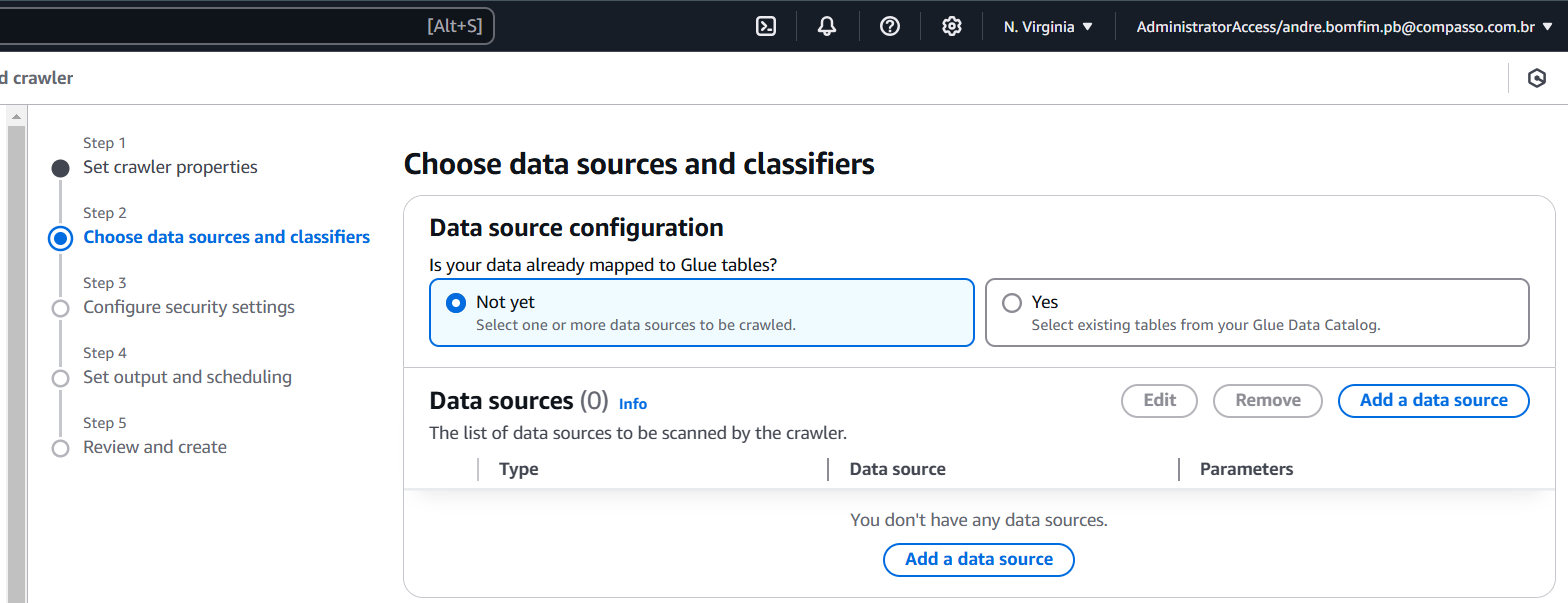 [Alt+S]
N. Virginia
AdministratorAccess/andre.bomfim.pb@compasso.com.br
d crawler
Step 1
Set crawler properties
Step 2
Choose data sources and classifiers
Step 3
Configure security settings
Step 4
Set output and scheduling
Step 5
Review and create
Choose data sources and classifiers
Data source configuration
Is your data already mapped to Glue tables?
Not yet
Select one or more data sources to be crawled.
Yes
Select existing tables from your Glue Data Catalog.
Data sources (0) Info
Edit
Remove
Add a data source
The list of data sources to be scanned by the crawler.
Type
Data source
Parameters
You don't have any data sources.
Add a data source